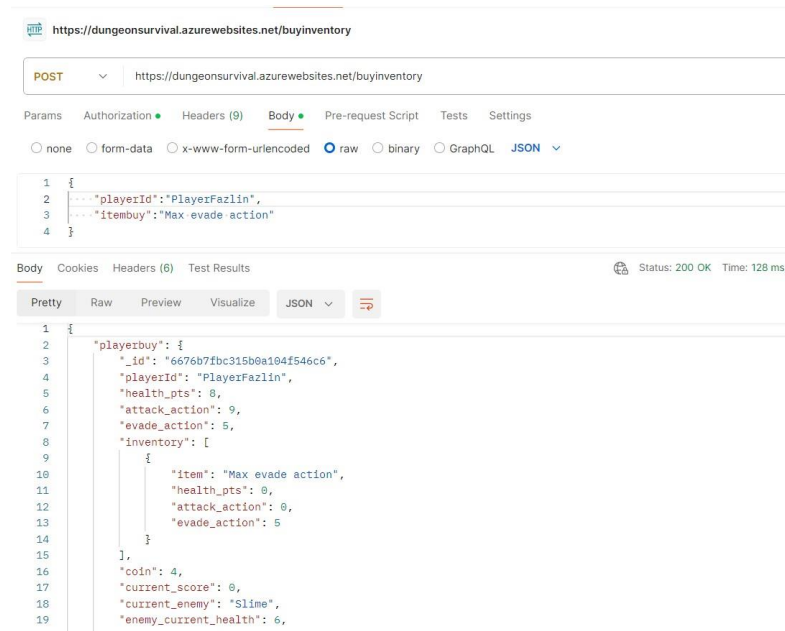 HTTP https://dungeonsurvival.azurewebsites.net/buyinventory
POST https://dungeonsurvival.azurewebsites.net/buyinventory
Params Authorization Headers (9) Body Pre-request Script Tests Settings
none form-data x-www-form-urlencoded raw binary GraphQL JSON
1 {
2 "playerId":"PlayerFazlin",
3 "itembuy":"Max evade action"
4 }
Body Cookies Headers (6) Test Results Status: 200 OK Time: 128 ms
Pretty Raw Preview Visualize JSON
1 {
2 "playerbuy": {
3 "_id": "6676b7fbc315b0a104f546c6",
4 "playerId": "PlayerFazlin",
5 "health_pts": 8,
6 "attack_action": 9,
7 "evade_action": 5,
8 "inventory": [
9 {
10 "item": "Max evade action",
11 "health_pts": 0,
12 "attack_action": 0,
13 "evade_action": 5
14 }
15 ],
16 "coin": 4,
17 "current_score": 0,
18 "current_enemy": "Slime",
19 "enemy_current_health": 6,